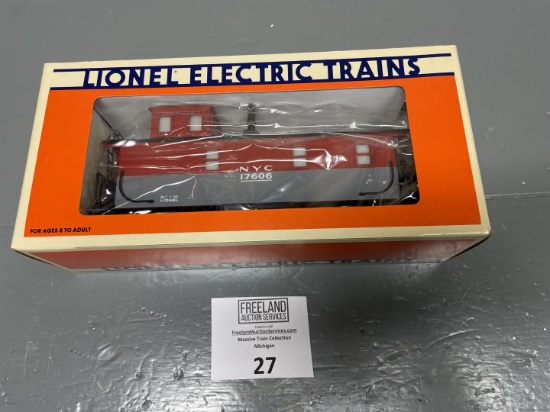 LIONEL ELECTRIC TRAINS
NYC
17606
LIONEL
FOR AGES 8 TO ADULT
FREELAND
AUCTION SERVICES
FreelandAuctionServices.com
Massive Train Collection
Michigan
27